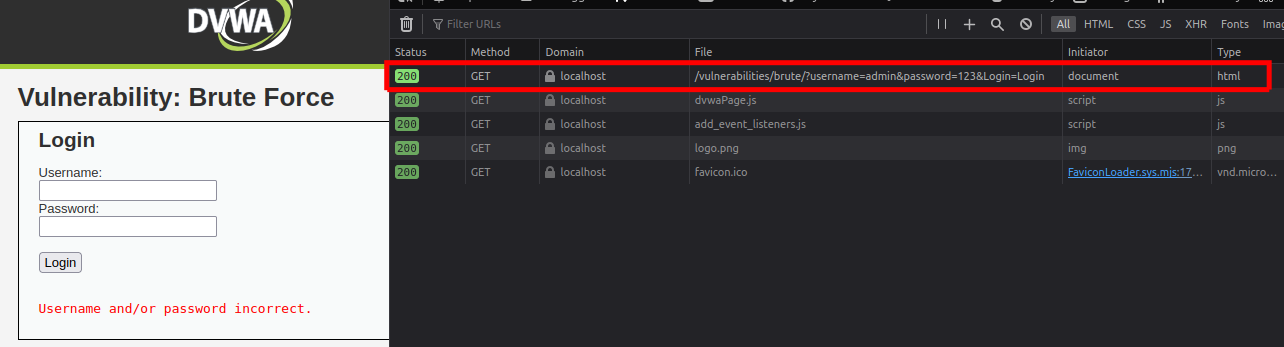 DVWA
Vulnerability: Brute Force
Login
Username:
Password:
Login
Username and/or password incorrect.
Filter URLs
All HTML CSS JS XHR Fonts
Status Method Domain File Initiator Type
200 GET localhost /vulnerabilities/brute/?username=admin&password=123&Login=Login document html
200 GET localhost dvwaPage.js script js
200 GET localhost add_event_listeners.js script js
200 GET localhost logo.png img png
200 GET localhost favicon.ico FaviconLoader.sys.mjs:17... vnd.micro...